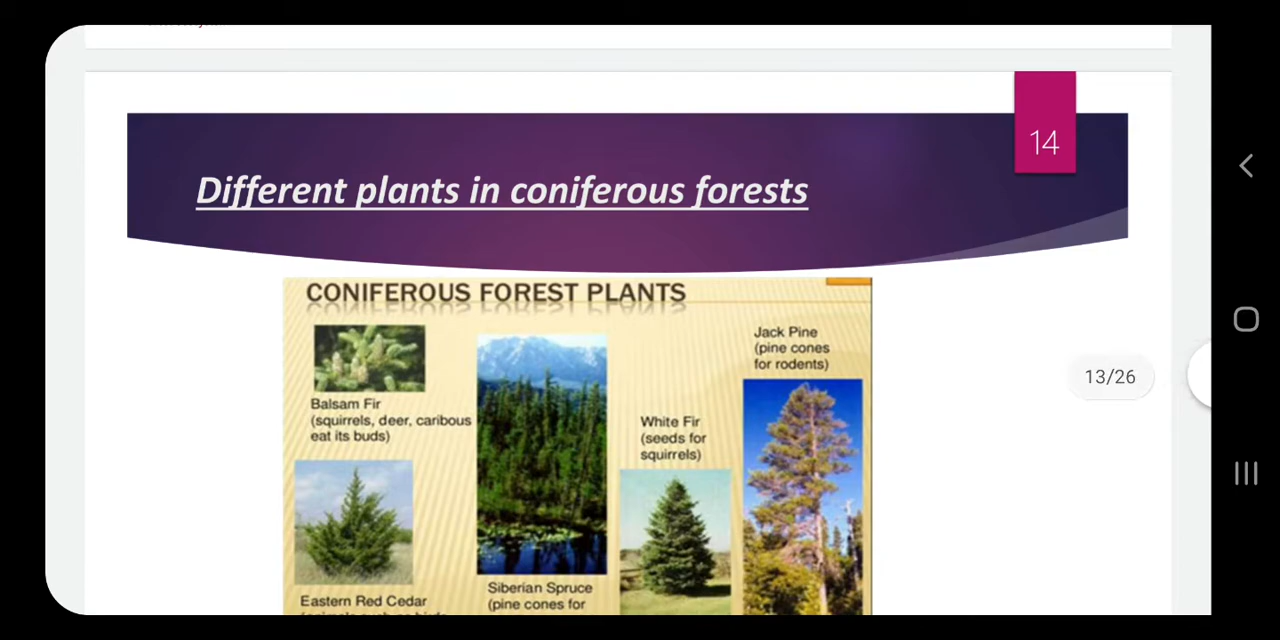 14
Different plants in coniferous forests
CONIFEROUS FOREST PLANTS
Jack Pine
(pine cones
for rodents)
13/26
Balsam Fir
(squirrels, deer, caribous
eat its buds)
White Fir
(seeds for
squirrels)
Siberian Spruce
(pine cones for
Eastern Red Cedar